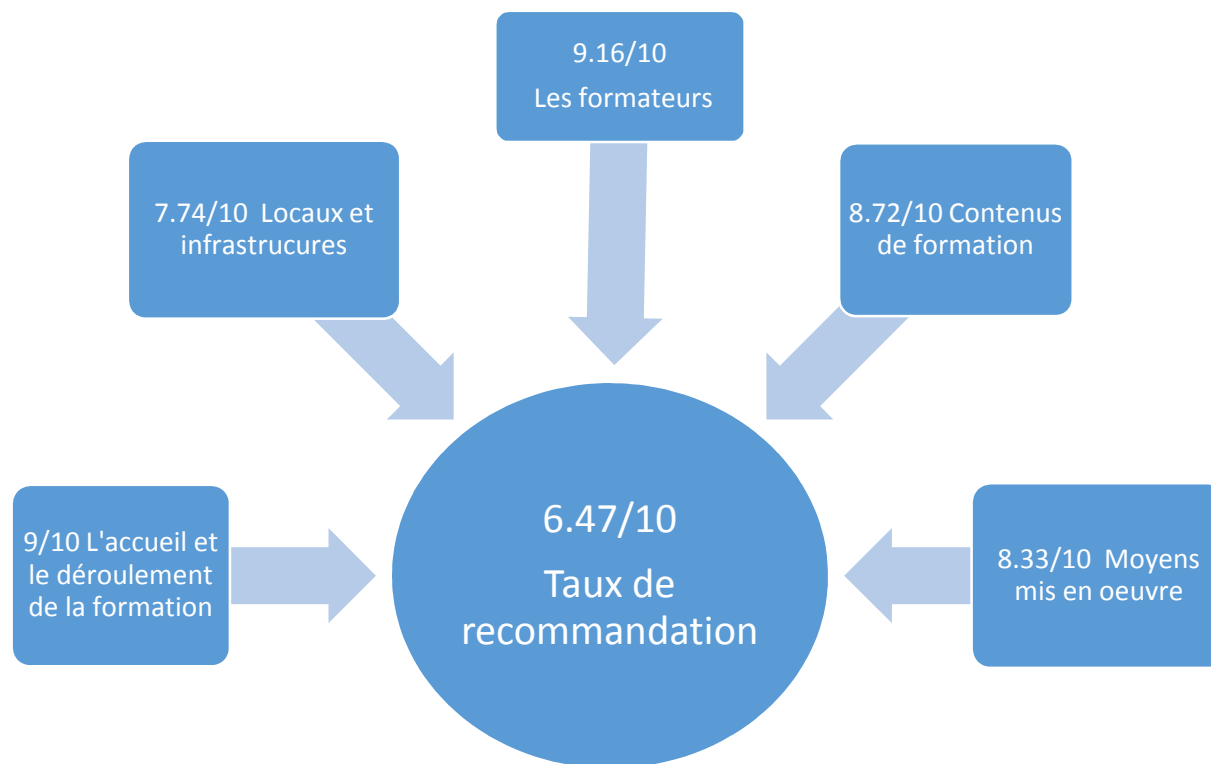 9.16/10
Les formateurs
7.74/10 Locaux et
infrastrucures
8.72/10 Contenus
de formation
9/10 L'accueil et
le déroulement
de la formation
6.47/10
Taux de
recommandation
8.33/10 Moyens
mis en oeuvre